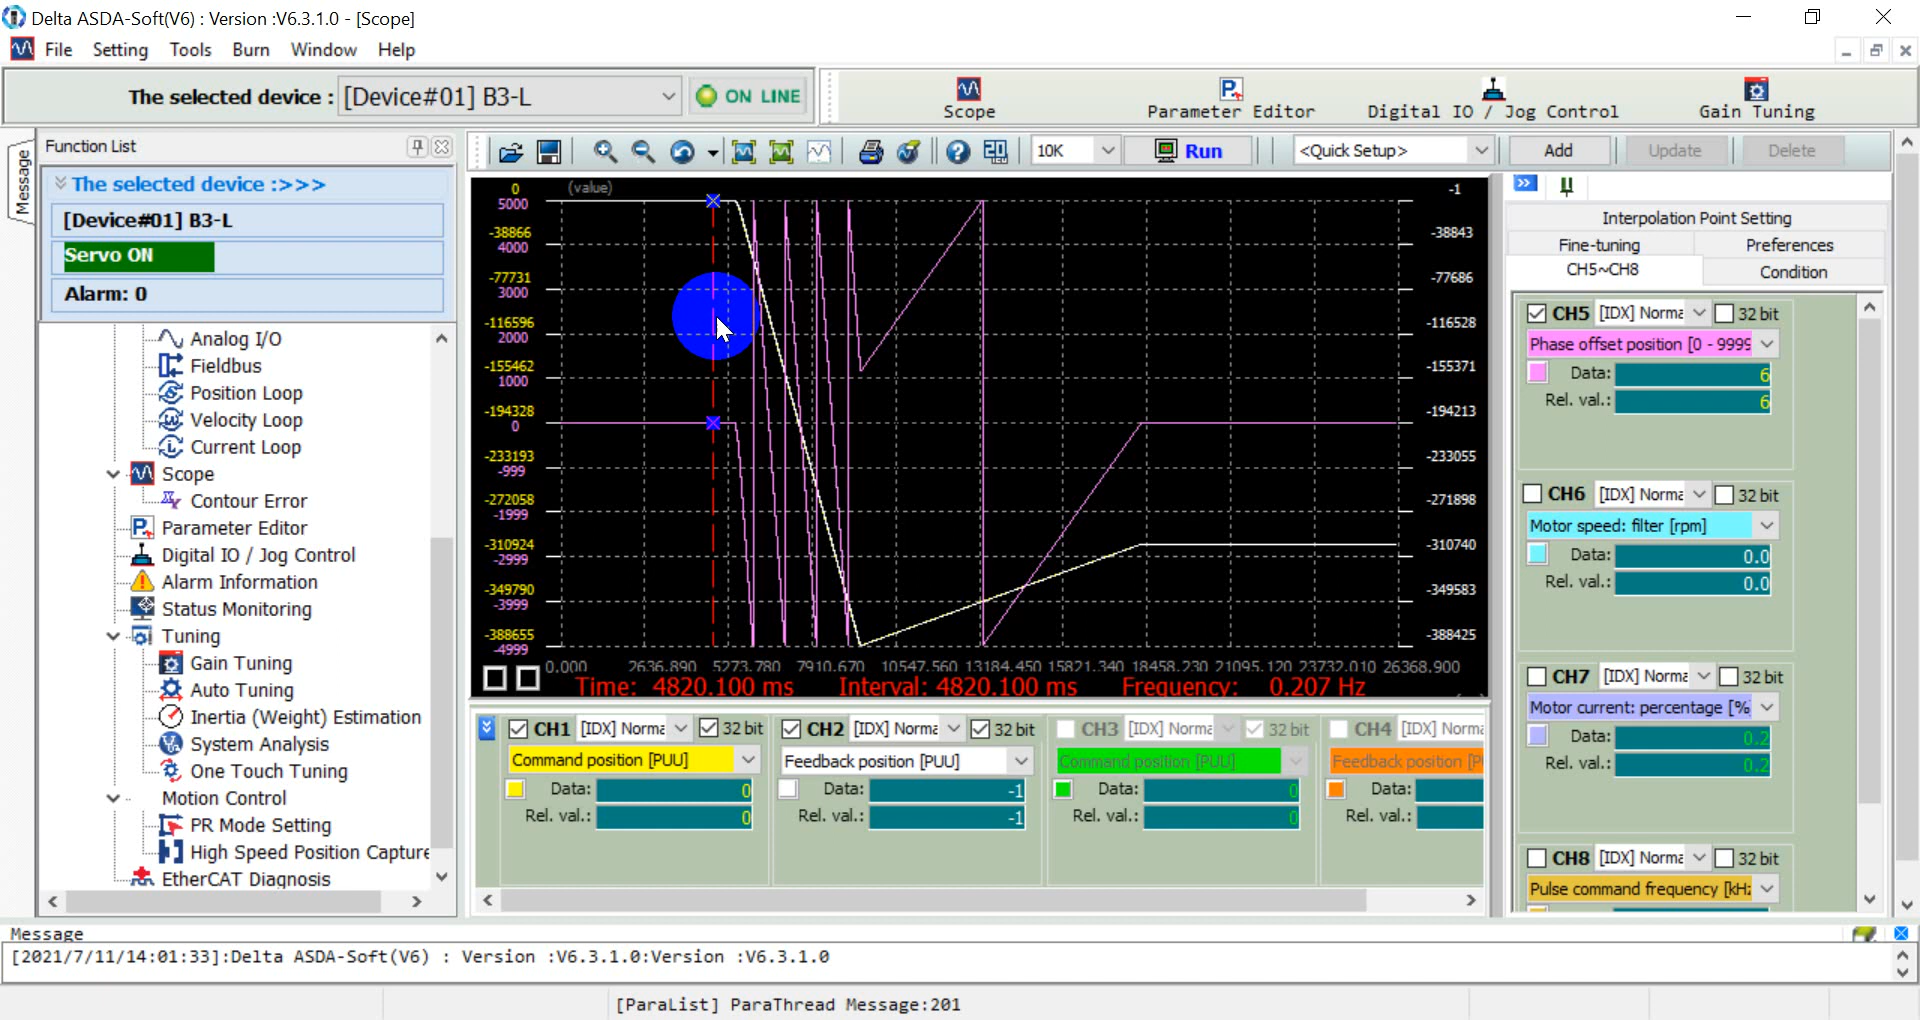 Delta ASDA-Soft(V6) : Version :V6.3.1.0 - [Scope]
File Setting Tools Burn Window Help
The selected device : [Device#01] B3-L ON LINE
Scope Parameter Editor Digital IO / Jog Control Gain Tuning
Message
Function List
The selected device :>>>
[Device#01] B3-L
Servo ON
Alarm: 0
Analog I/O
Fieldbus
Position Loop
Velocity Loop
Current Loop
Scope
Contour Error
Parameter Editor
Digital IO / Jog Control
Alarm Information
Status Monitoring
Tuning
Gain Tuning
Auto Tuning
Inertia (Weight) Estimation
System Analysis
One Touch Tuning
Motion Control
PR Mode Setting
High Speed Position Capture
EtherCAT Diagnosis
10K Run <Quick Setup> Add Update Delete
(value)
0
5000
-38866
4000
-77731
3000
-116596
2000
-155462
1000
-194328
0
-233193
-999
-272058
-1999
-310924
-2999
-349790
-3999
-388655
-4999
-1
-38843
-77686
-116528
-155371
-194213
-233055
-271898
-310740
-349583
-388425
0.000 2636.890 5273.780 7910.670 10547.560 13184.450 15821.340 18458.230 21095.120 23732.010 26368.900
Time: 4820.100 ms Interval: 4820.100 ms Frequency: 0.207 Hz
CH1 [IDX] Norma 32 bit
Command position [PUU]
Data: 0
Rel. val.: 0
CH2 [IDX] Norma 32 bit
Feedback position [PUU]
Data: -1
Rel. val.: -1
CH3 [IDX] Norma 32 bit
Command position [PUU]
Data: 0
Rel. val.: 0
CH4 [IDX] Norma
Feedback position [P
Data:
Rel. val.:
Interpolation Point Setting
Fine-tuning Preferences
CH5~CH8 Condition
CH5 [IDX] Norma 32 bit
Phase offset position [0 - 9999
Data: 6
Rel. val.: 6
CH6 [IDX] Norma 32 bit
Motor speed: filter [rpm]
Data: 0.0
Rel. val.: 0.0
CH7 [IDX] Norma 32 bit
Motor current: percentage [%
Data: 0.2
Rel. val.: 0.2
CH8 [IDX] Norma 32 bit
Pulse command frequency [kHz
Message
[2021/7/11/14:01:33]:Delta ASDA-Soft(V6) : Version :V6.3.1.0:Version :V6.3.1.0
[ParaList] ParaThread Message:201